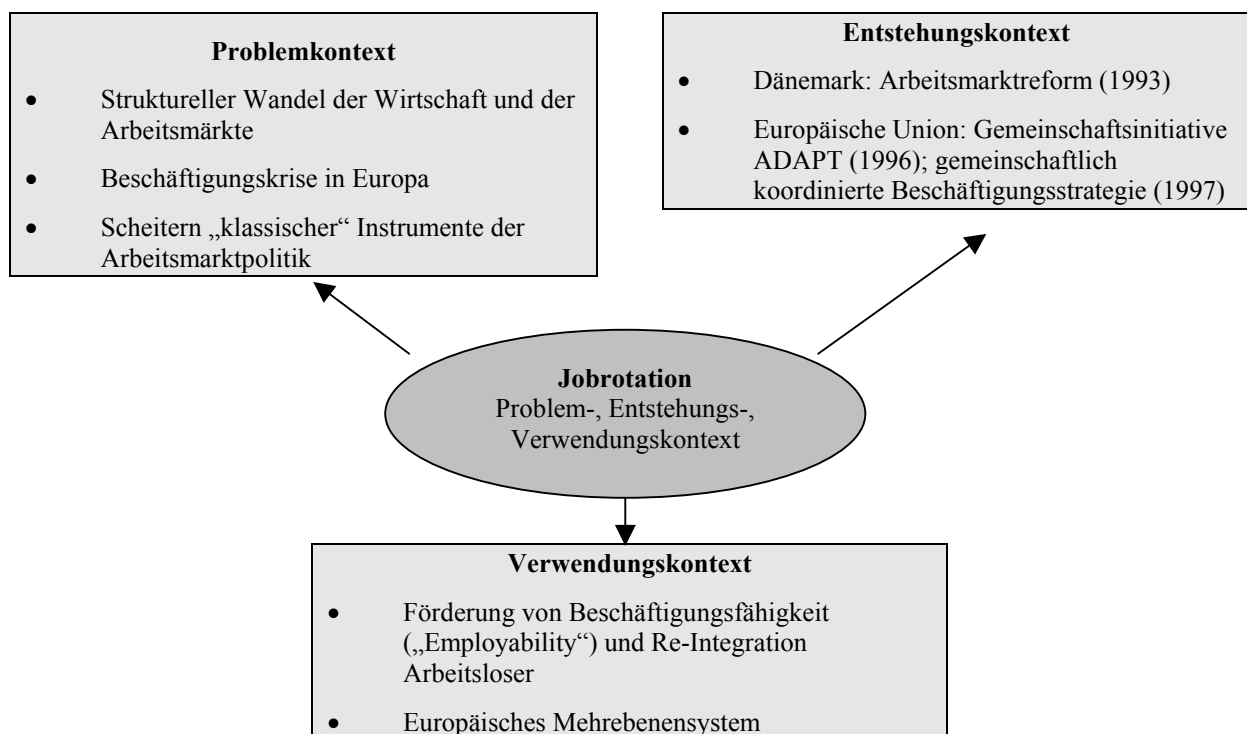 Problemkontext
• Struktureller Wandel der Wirtschaft und der
Arbeitsmärkte
• Beschäftigungskrise in Europa
• Scheitern „klassischer“ Instrumente der
Arbeitsmarktpolitik
Entstehungskontext
• Dänemark: Arbeitsmarktreform (1993)
• Europäische Union: Gemeinschaftsinitiative
ADAPT (1996); gemeinschaftlich
koordinierte Beschäftigungsstrategie (1997)
Jobrotation
Problem-, Entstehungs-,
Verwendungskontext
Verwendungskontext
• Förderung von Beschäftigungsfähigkeit
(„Employability“) und Re-Integration
Arbeitsloser
• Europäisches Mehrebenensystem